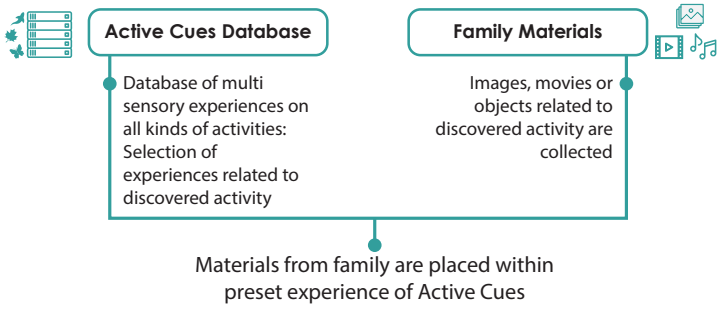 Active Cues Database
Database of multi
sensory experiences on
all kinds of activities:
Selection of
experiences related to
discovered activity
Family Materials
Images, movies or
objects related to
discovered activity are
collected
Materials from family are placed within
preset experience of Active Cues